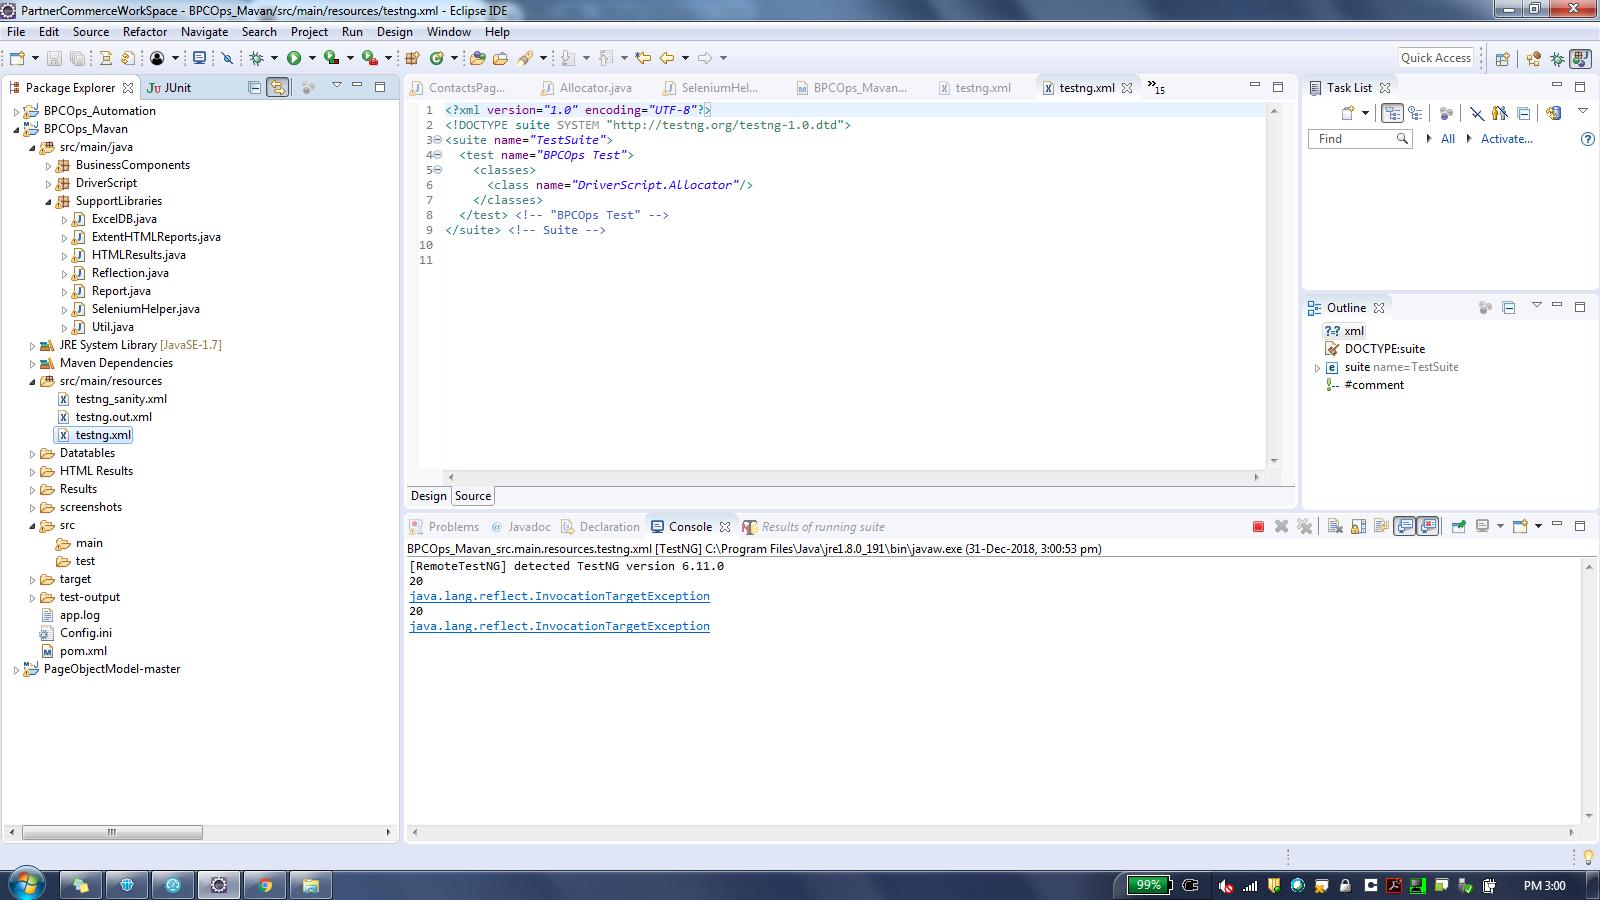 PartnerCommerceWorkSpace - BPCOps_Mavan/src/main/resources/testng.xml - Eclipse IDE
File Edit Source Refactor Navigate Search Project Run Design Window Help
Quick Access
Package Explorer JUnit
BPCOps_Automation
BPCOps_Mavan
src/main/java
BusinessComponents
DriverScript
SupportLibraries
ExcelDB.java
ExtentHTMLReports.java
HTMLResults.java
Reflection.java
Report.java
SeleniumHelper.java
Util.java
JRE System Library [JavaSE-1.7]
Maven Dependencies
src/main/resources
testng_sanity.xml
testng.out.xml
testng.xml
Datatables
HTML Results
Results
screenshots
src
main
test
target
test-output
app.log
Config.ini
pom.xml
PageObjectModel-master
ContactsPag... Allocator.java SeleniumHel... BPCOps_Mavan... testng.xml testng.xml »15
1 <?xml version="1.0" encoding="UTF-8"?>
2 <!DOCTYPE suite SYSTEM "http://testng.org/testng-1.0.dtd">
3 <suite name="TestSuite">
4 <test name="BPCOps Test">
5 <classes>
6 <class name="DriverScript.Allocator"/>
7 </classes>
8 </test> <!-- "BPCOps Test" -->
9 </suite> <!-- Suite -->
10
11
Design Source
Problems @ Javadoc Declaration Console Results of running suite
BPCOps_Mavan_src.main.resources.testng.xml [TestNG] C:\Program Files\Java\jre1.8.0_191\bin\javaw.exe (31-Dec-2018, 3:00:53 pm)
[RemoteTestNG] detected TestNG version 6.11.0
20
java.lang.reflect.InvocationTargetException
20
java.lang.reflect.InvocationTargetException
Task List
Find All Activate...
Outline
?=? xml
DOCTYPE:suite
suite name=TestSuite
#comment
99% PM 3:00